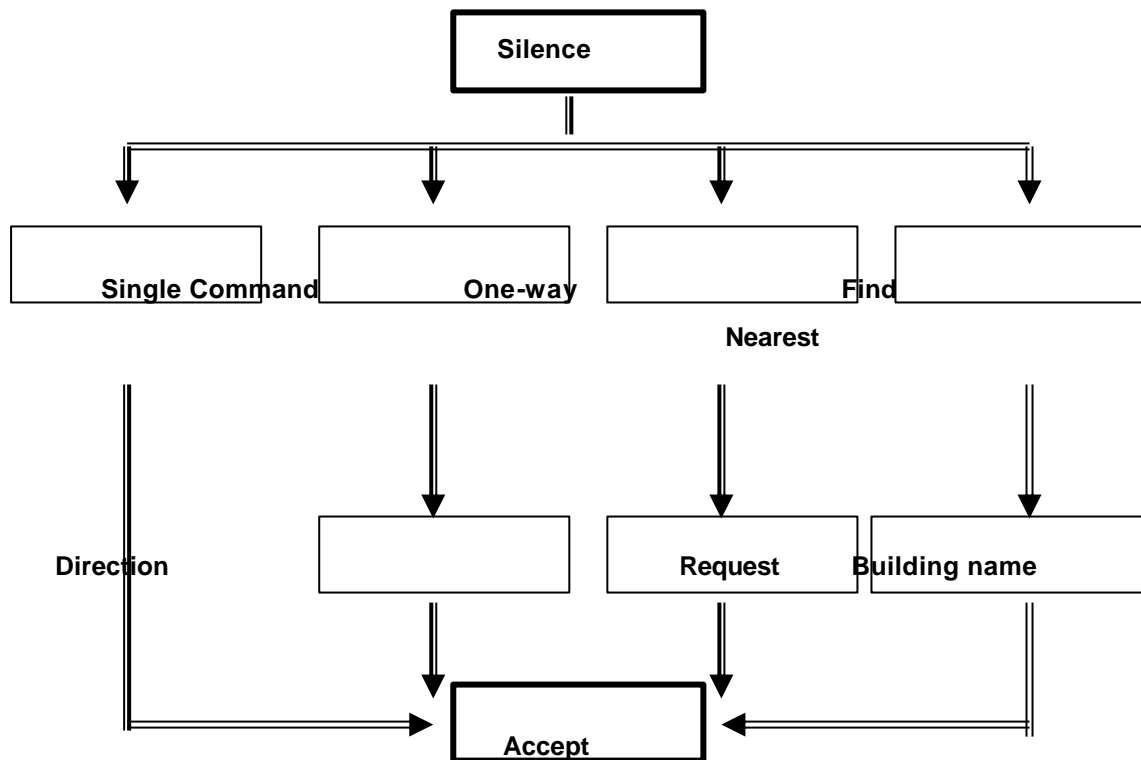 Silence
Single Command One-way Find
Nearest
Direction Request Building name
Accept